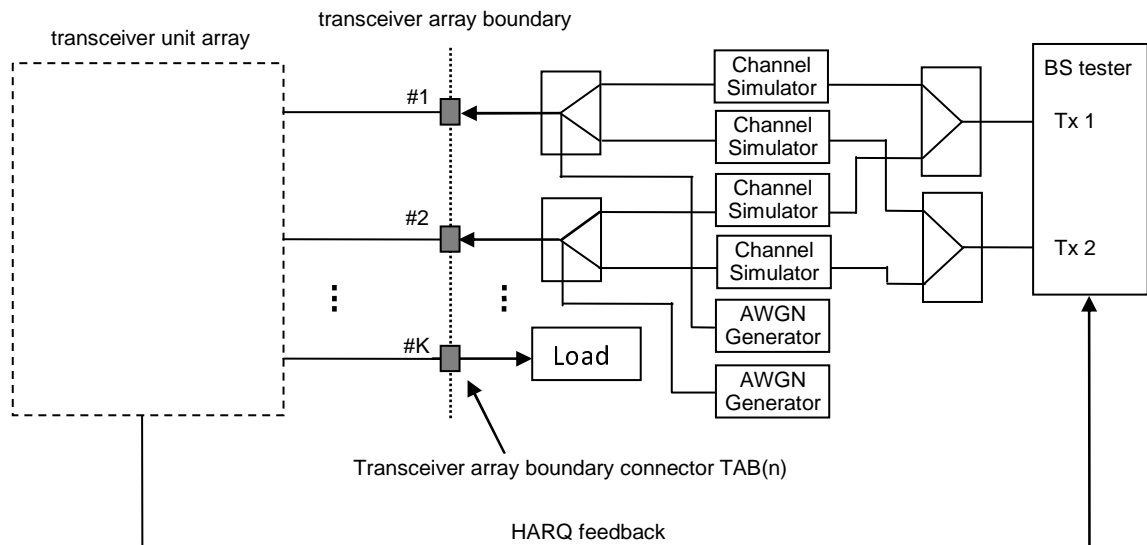 transceiver array boundary
transceiver unit array
#1
#2
#K
Channel
Simulator
Channel
Simulator
Channel
Simulator
Channel
Simulator
AWGN
Generator
AWGN
Generator
Load
BS tester
Tx 1
Tx 2
Transceiver array boundary connector TAB(n)
HARQ feedback